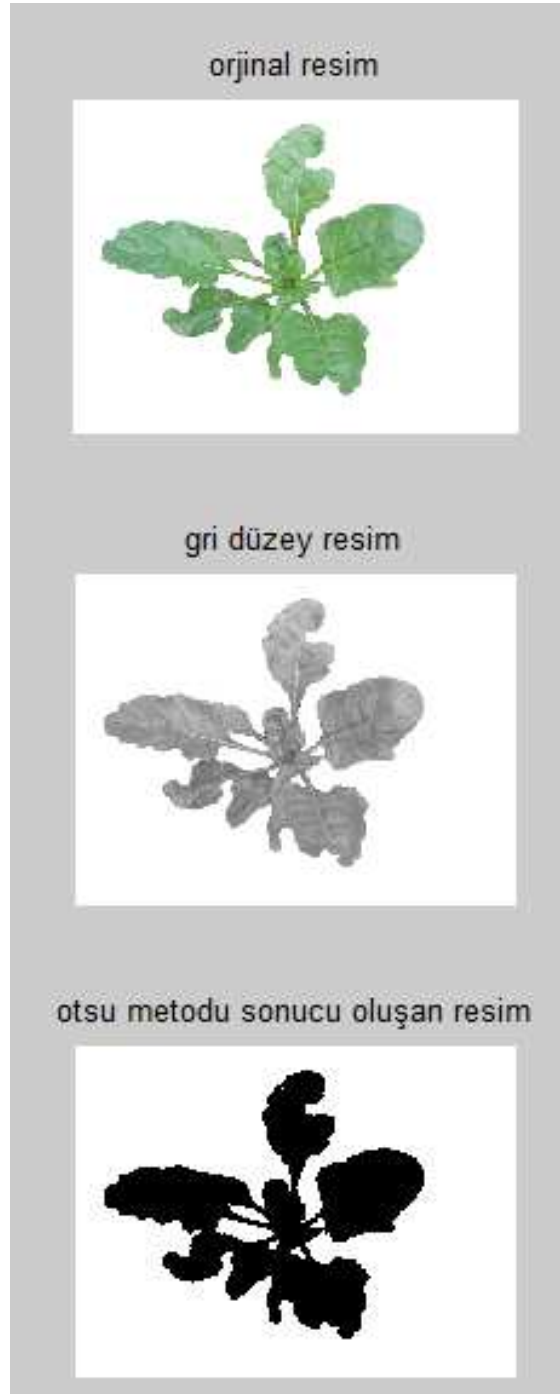 orjinal resim
gri düzey resim
otsu metodu sonucu oluşan resim